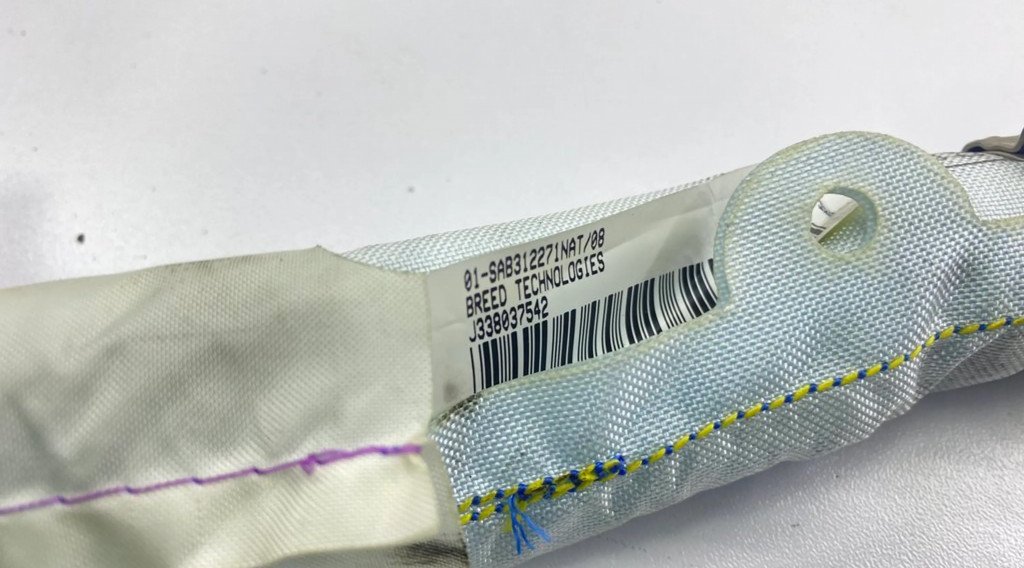 01-SAB312271NAT/08
BREED TECHNOLOGIES
J338037542